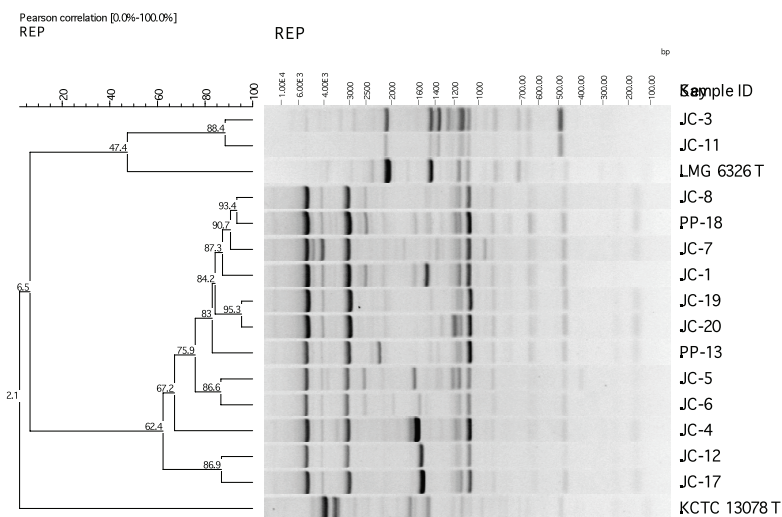 Pearson correlation [0.0%-100.0%]
REP
REP
bp
20 40 60 80 100
1.00E4 6.00E3 4.00E3 3000 2500 2000 1600 1400 1200 1000 700.00 600.00 500.00 400.00 300.00 200.00 100.00
Sample ID
JC-3
88.4
JC-11
47.4
LMG 6326 T
JC-8
93.4
PP-18
90.7
JC-7
87.3
JC-1
84.2
6.5
JC-19
95.3
83
JC-20
75.9
PP-13
JC-5
86.6
67.2
2.1
JC-6
62.4
JC-4
JC-12
86.9
JC-17
KCTC 13078 T